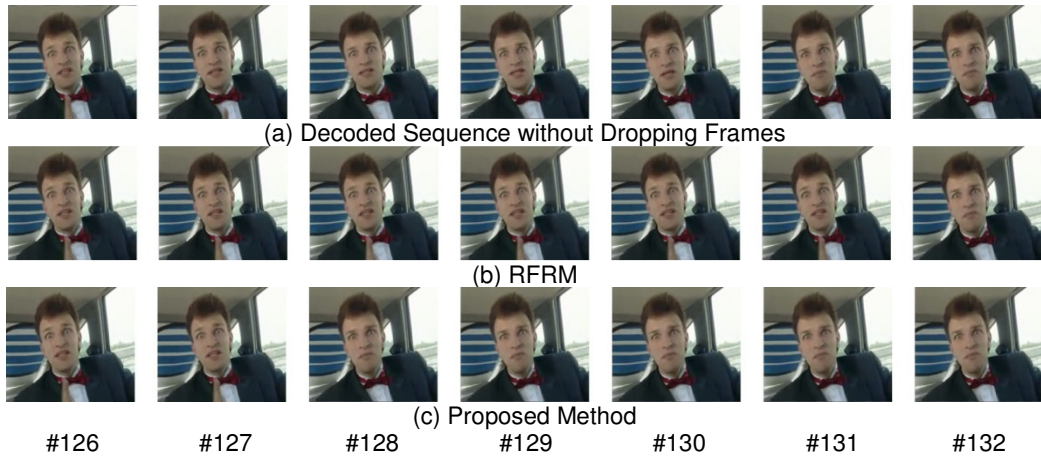 (a) Decoded Sequence without Dropping Frames
(b) RFRM
(c) Proposed Method
#126 #127 #128 #129 #130 #131 #132